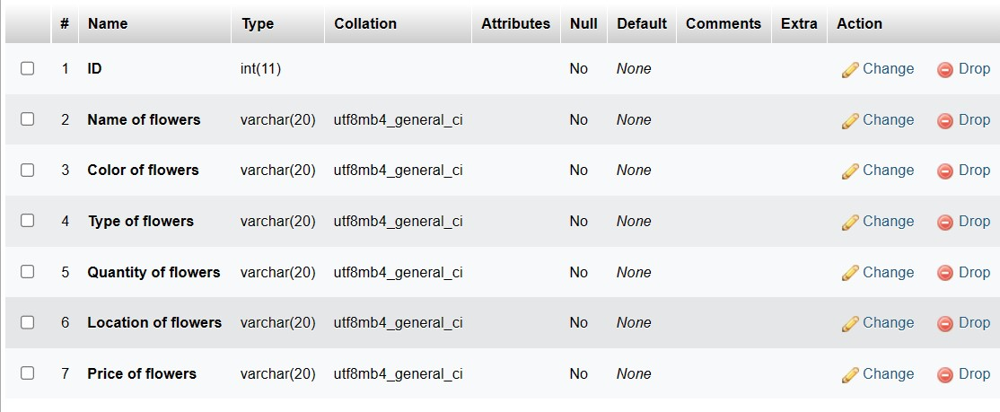 # Name Type Collation Attributes Null Default Comments Extra Action
1 ID int(11) No None Change Drop
2 Name of flowers varchar(20) utf8mb4_general_ci No None Change Drop
3 Color of flowers varchar(20) utf8mb4_general_ci No None Change Drop
4 Type of flowers varchar(20) utf8mb4_general_ci No None Change Drop
5 Quantity of flowers varchar(20) utf8mb4_general_ci No None Change Drop
6 Location of flowers varchar(20) utf8mb4_general_ci No None Change Drop
7 Price of flowers varchar(20) utf8mb4_general_ci No None Change Drop